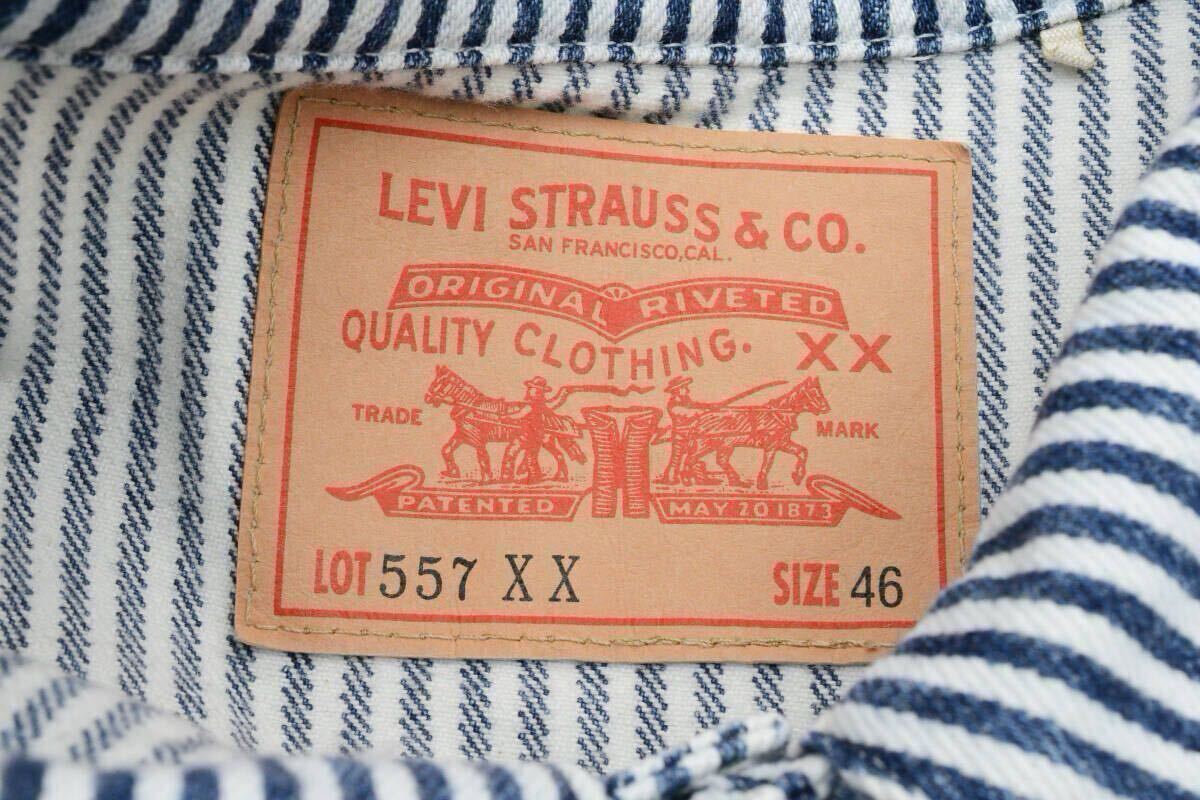 LEVI STRAUSS & CO.
SAN FRANCISCO, CAL.
ORIGINAL RIVETED
QUALITY CLOTHING. XX
TRADE MARK
PATENTED MAY 20 1873
LOT 557 XX SIZE 46